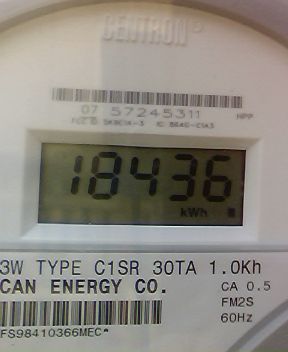 CENTRON®
07 57245311
HPP
18436
kWh
3W TYPE C1SR 30TA 1.0Kh
CAN ENERGY CO.
CA 0.5
FM2S
60Hz
FS98410366MEC*